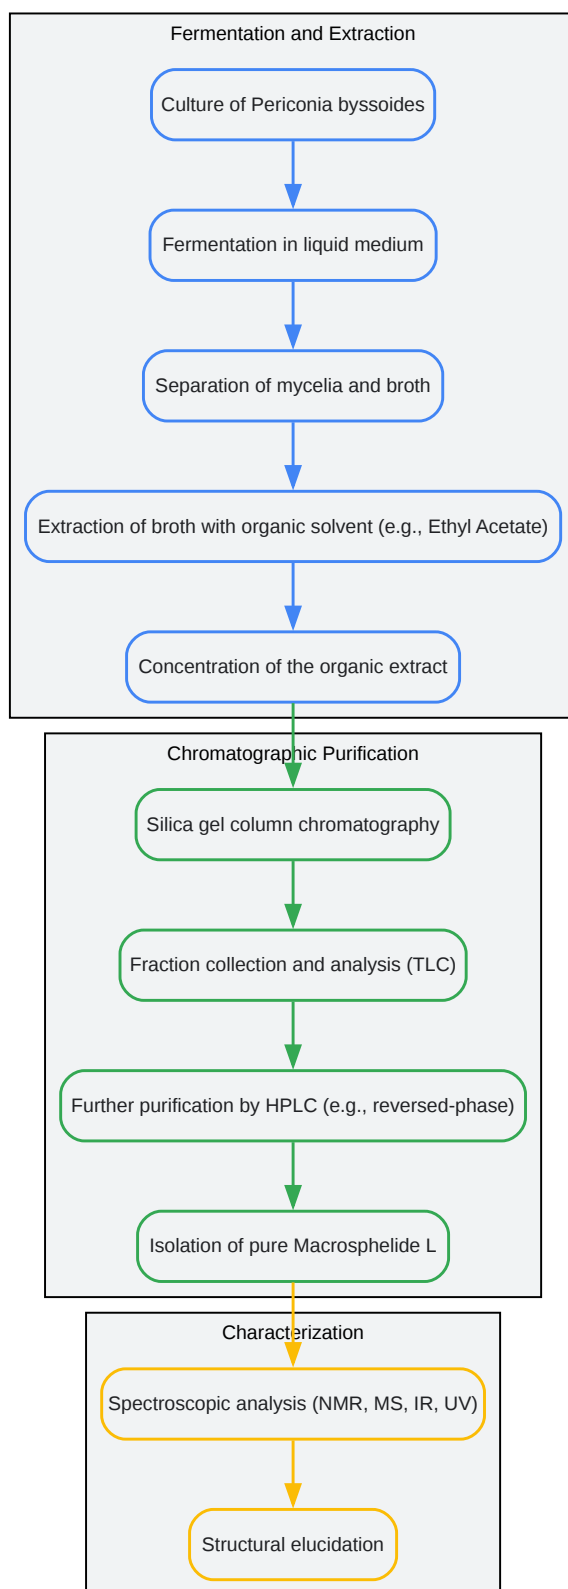 Fermentation and Extraction
Culture of Periconia byssoides
Fermentation in liquid medium
Separation of mycelia and broth
Extraction of broth with organic solvent (e.g., Ethyl Acetate)
Concentration of the organic extract
Chromatographic Purification
Silica gel column chromatography
Fraction collection and analysis (TLC)
Further purification by HPLC (e.g., reversed-phase)
Isolation of pure Macrosphelide L
Characterization
Spectroscopic analysis (NMR, MS, IR, UV)
Structural elucidation